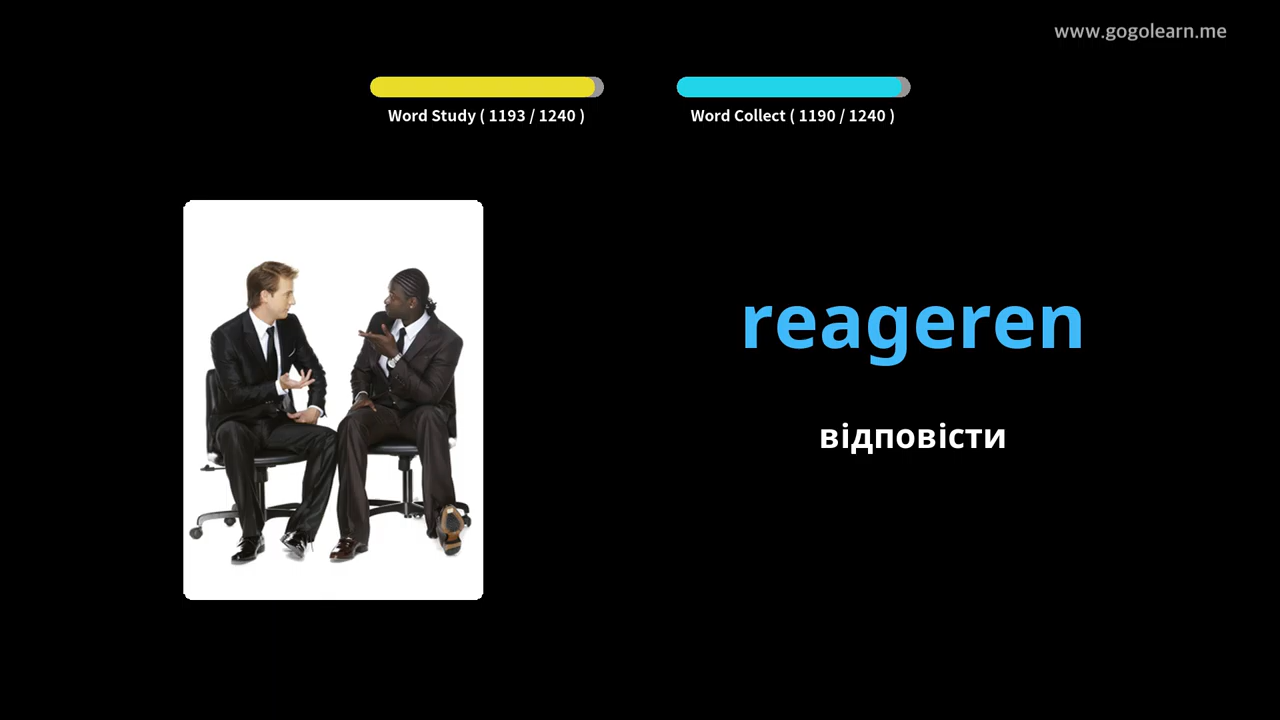 www.gogolearn.me
Word Study ( 1193 / 1240 )
Word Collect ( 1190 / 1240 )
reageren
відповісти